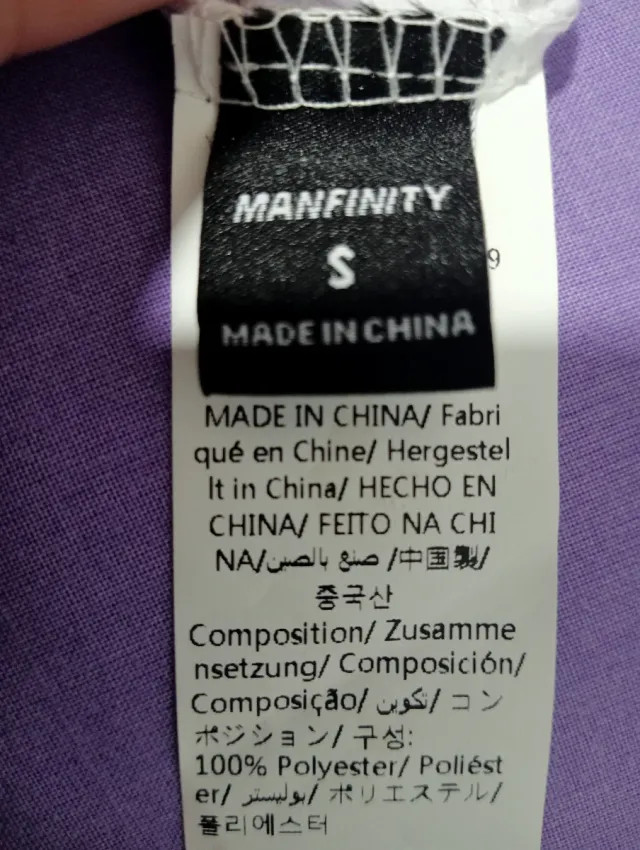 MANFINITY
S
9
MADE IN CHINA
MADE IN CHINA/ Fabri
qué en Chine/ Hergestel
lt in China/ HECHO EN
CHINA/ FEITO NA CHI
NA/صنع بالصين /中国製/
중국산
Composition/ Zusamme
nsetzung/ Composición/
Composição/ تكوين/ コン
ポジション/ 구성:
100% Polyester/ Poliést
er/ بوليستر/ ポリエステル/
폴리에스터